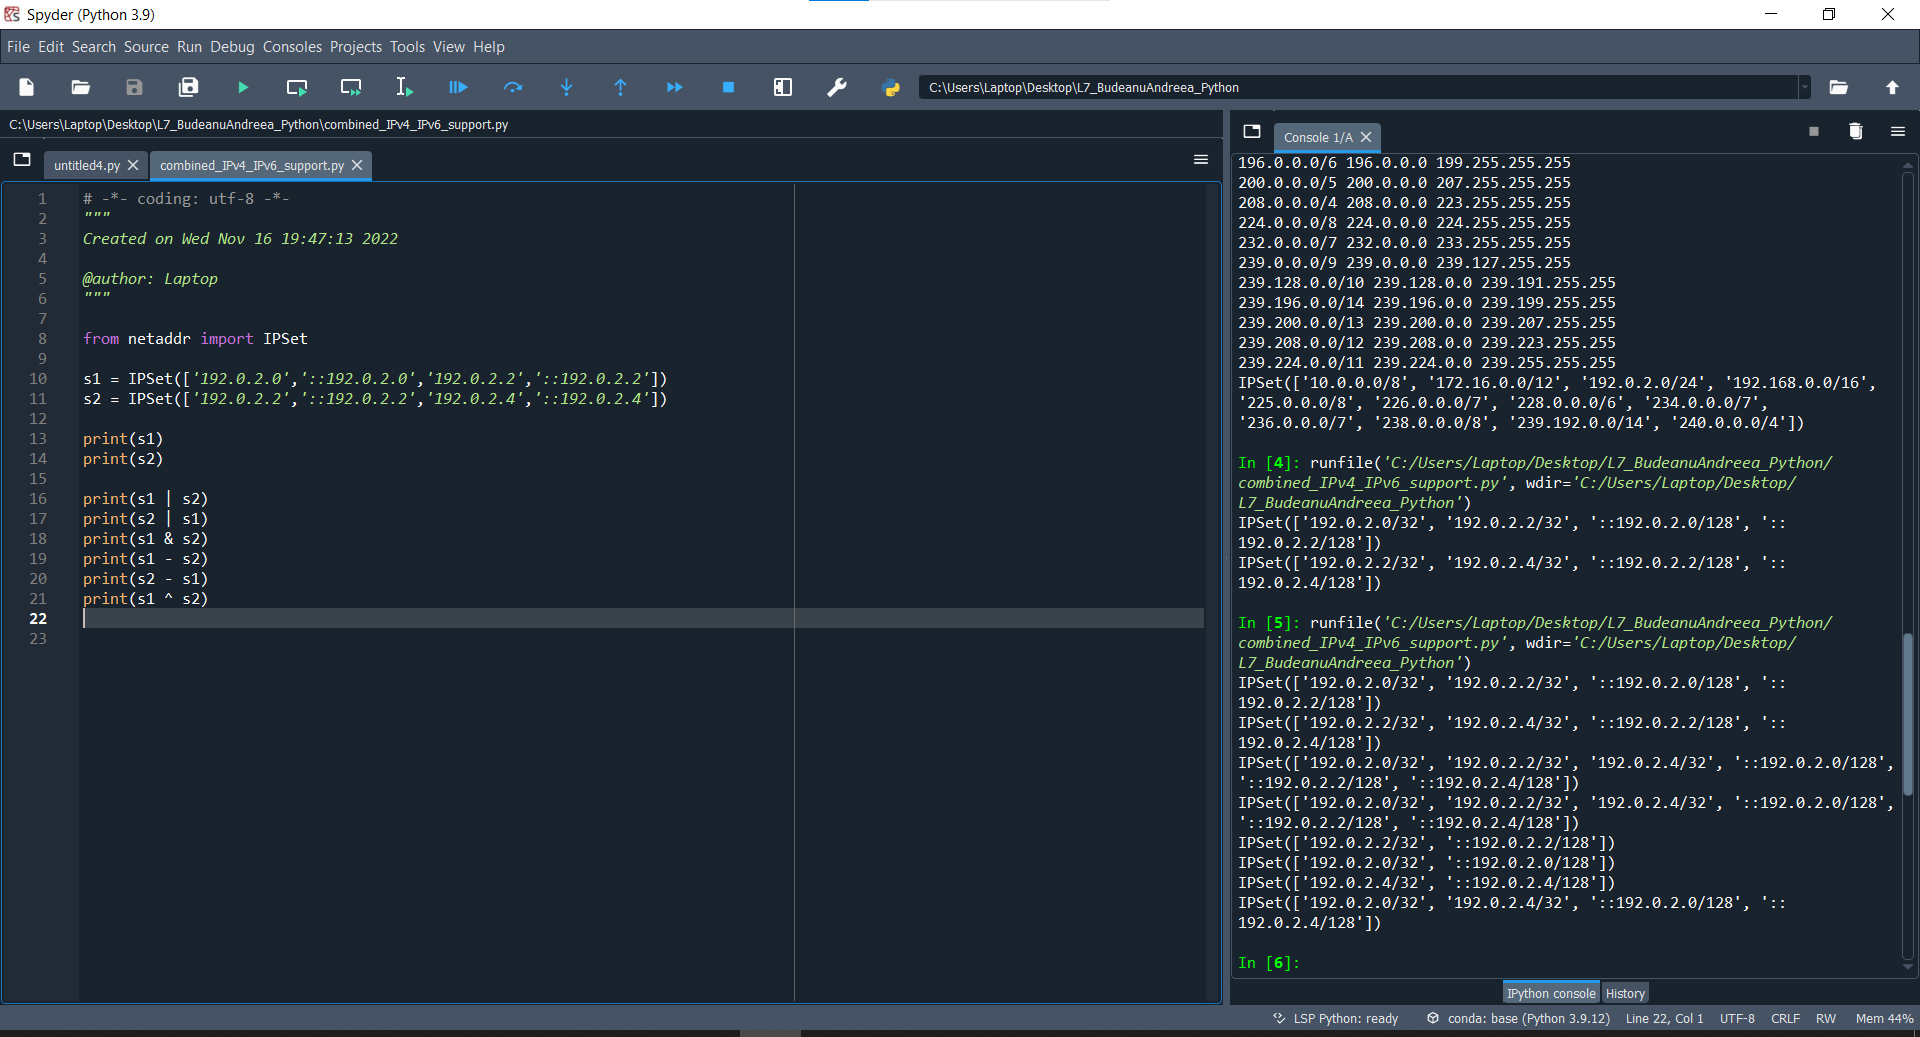 Spyder (Python 3.9)
File Edit Search Source Run Debug Consoles Projects Tools View Help
C:\Users\Laptop\Desktop\L7_BudeanuAndreea_Python
C:\Users\Laptop\Desktop\L7_BudeanuAndreea_Python\combined_IPv4_IPv6_support.py
untitled4.py
combined_IPv4_IPv6_support.py
1 # -*- coding: utf-8 -*-
2 """
3 Created on Wed Nov 16 19:47:13 2022
4
5 @author: Laptop
6 """
7
8 from netaddr import IPSet
9
10 s1 = IPSet(['192.0.2.0','::192.0.2.0','192.0.2.2','::192.0.2.2'])
11 s2 = IPSet(['192.0.2.2','::192.0.2.2','192.0.2.4','::192.0.2.4'])
12
13 print(s1)
14 print(s2)
15
16 print(s1 | s2)
17 print(s2 | s1)
18 print(s1 & s2)
19 print(s1 - s2)
20 print(s2 - s1)
21 print(s1 ^ s2)
22
23
Console 1/A
196.0.0.0/6 196.0.0.0 199.255.255.255
200.0.0.0/5 200.0.0.0 207.255.255.255
208.0.0.0/4 208.0.0.0 223.255.255.255
224.0.0.0/8 224.0.0.0 224.255.255.255
232.0.0.0/7 232.0.0.0 233.255.255.255
239.0.0.0/9 239.0.0.0 239.127.255.255
239.128.0.0/10 239.128.0.0 239.191.255.255
239.196.0.0/14 239.196.0.0 239.199.255.255
239.200.0.0/13 239.200.0.0 239.207.255.255
239.208.0.0/12 239.208.0.0 239.223.255.255
239.224.0.0/11 239.224.0.0 239.255.255.255
IPSet(['10.0.0.0/8', '172.16.0.0/12', '192.0.2.0/24', '192.168.0.0/16',
'225.0.0.0/8', '226.0.0.0/7', '228.0.0.0/6', '234.0.0.0/7',
'236.0.0.0/7', '238.0.0.0/8', '239.192.0.0/14', '240.0.0.0/4'])
In [4]: runfile('C:/Users/Laptop/Desktop/L7_BudeanuAndreea_Python/
combined_IPv4_IPv6_support.py', wdir='C:/Users/Laptop/Desktop/
L7_BudeanuAndreea_Python')
IPSet(['192.0.2.0/32', '192.0.2.2/32', '::192.0.2.0/128', '::
192.0.2.2/128'])
IPSet(['192.0.2.2/32', '192.0.2.4/32', '::192.0.2.2/128', '::
192.0.2.4/128'])
In [5]: runfile('C:/Users/Laptop/Desktop/L7_BudeanuAndreea_Python/
combined_IPv4_IPv6_support.py', wdir='C:/Users/Laptop/Desktop/
L7_BudeanuAndreea_Python')
IPSet(['192.0.2.0/32', '192.0.2.2/32', '::192.0.2.0/128', '::
192.0.2.2/128'])
IPSet(['192.0.2.2/32', '192.0.2.4/32', '::192.0.2.2/128', '::
192.0.2.4/128'])
IPSet(['192.0.2.0/32', '192.0.2.2/32', '192.0.2.4/32', '::192.0.2.0/128',
'::192.0.2.2/128', '::192.0.2.4/128'])
IPSet(['192.0.2.0/32', '192.0.2.2/32', '192.0.2.4/32', '::192.0.2.0/128',
'::192.0.2.2/128', '::192.0.2.4/128'])
IPSet(['192.0.2.2/32', '::192.0.2.2/128'])
IPSet(['192.0.2.0/32', '::192.0.2.0/128'])
IPSet(['192.0.2.4/32', '::192.0.2.4/128'])
IPSet(['192.0.2.0/32', '192.0.2.4/32', '::192.0.2.0/128', '::
192.0.2.4/128'])
In [6]:
IPython console History
LSP Python: ready conda: base (Python 3.9.12) Line 22, Col 1 UTF-8 CRLF RW Mem 44%